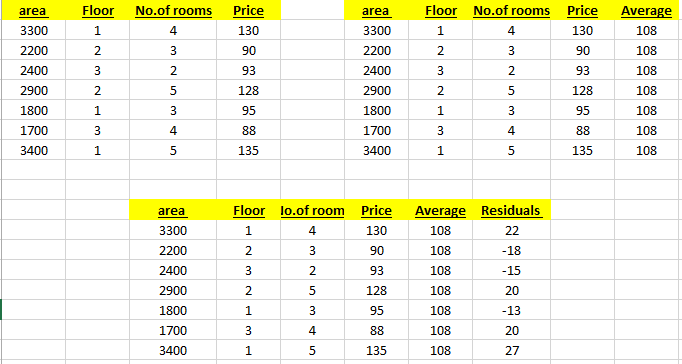 area Floor No.of rooms Price area Floor No.of rooms Price Average
3300 1 4 130 3300 1 4 130 108
2200 2 3 90 2200 2 3 90 108
2400 3 2 93 2400 3 2 93 108
2900 2 5 128 2900 2 5 128 108
1800 1 3 95 1800 1 3 95 108
1700 3 4 88 1700 3 4 88 108
3400 1 5 135 3400 1 5 135 108
area Floor Io.of room Price Average Residuals
3300 1 4 130 108 22
2200 2 3 90 108 -18
2400 3 2 93 108 -15
2900 2 5 128 108 20
1800 1 3 95 108 -13
1700 3 4 88 108 20
3400 1 5 135 108 27